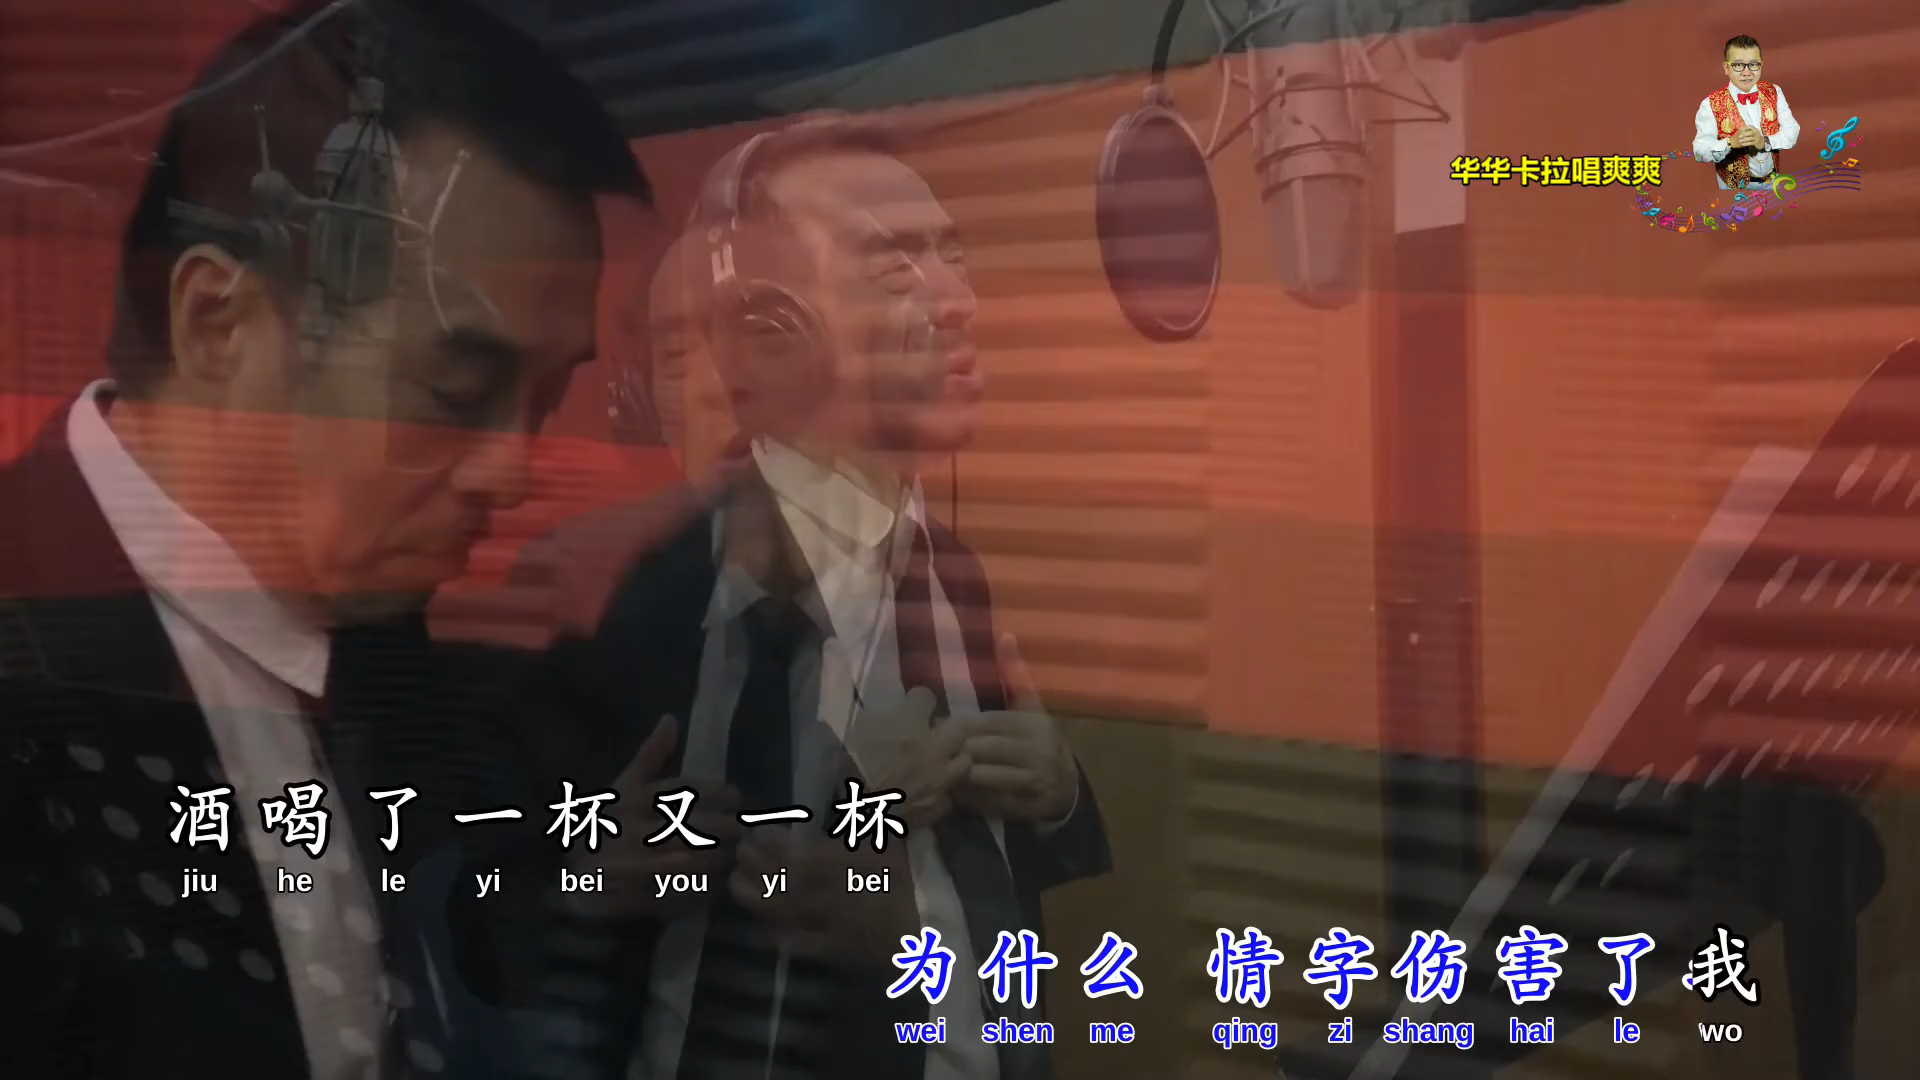 华华卡拉唱爽爽
酒喝了一杯又一杯
jiu he le yi bei you yi bei
为什么 情字伤害了我
wei shen me qing zi shang hai le wo